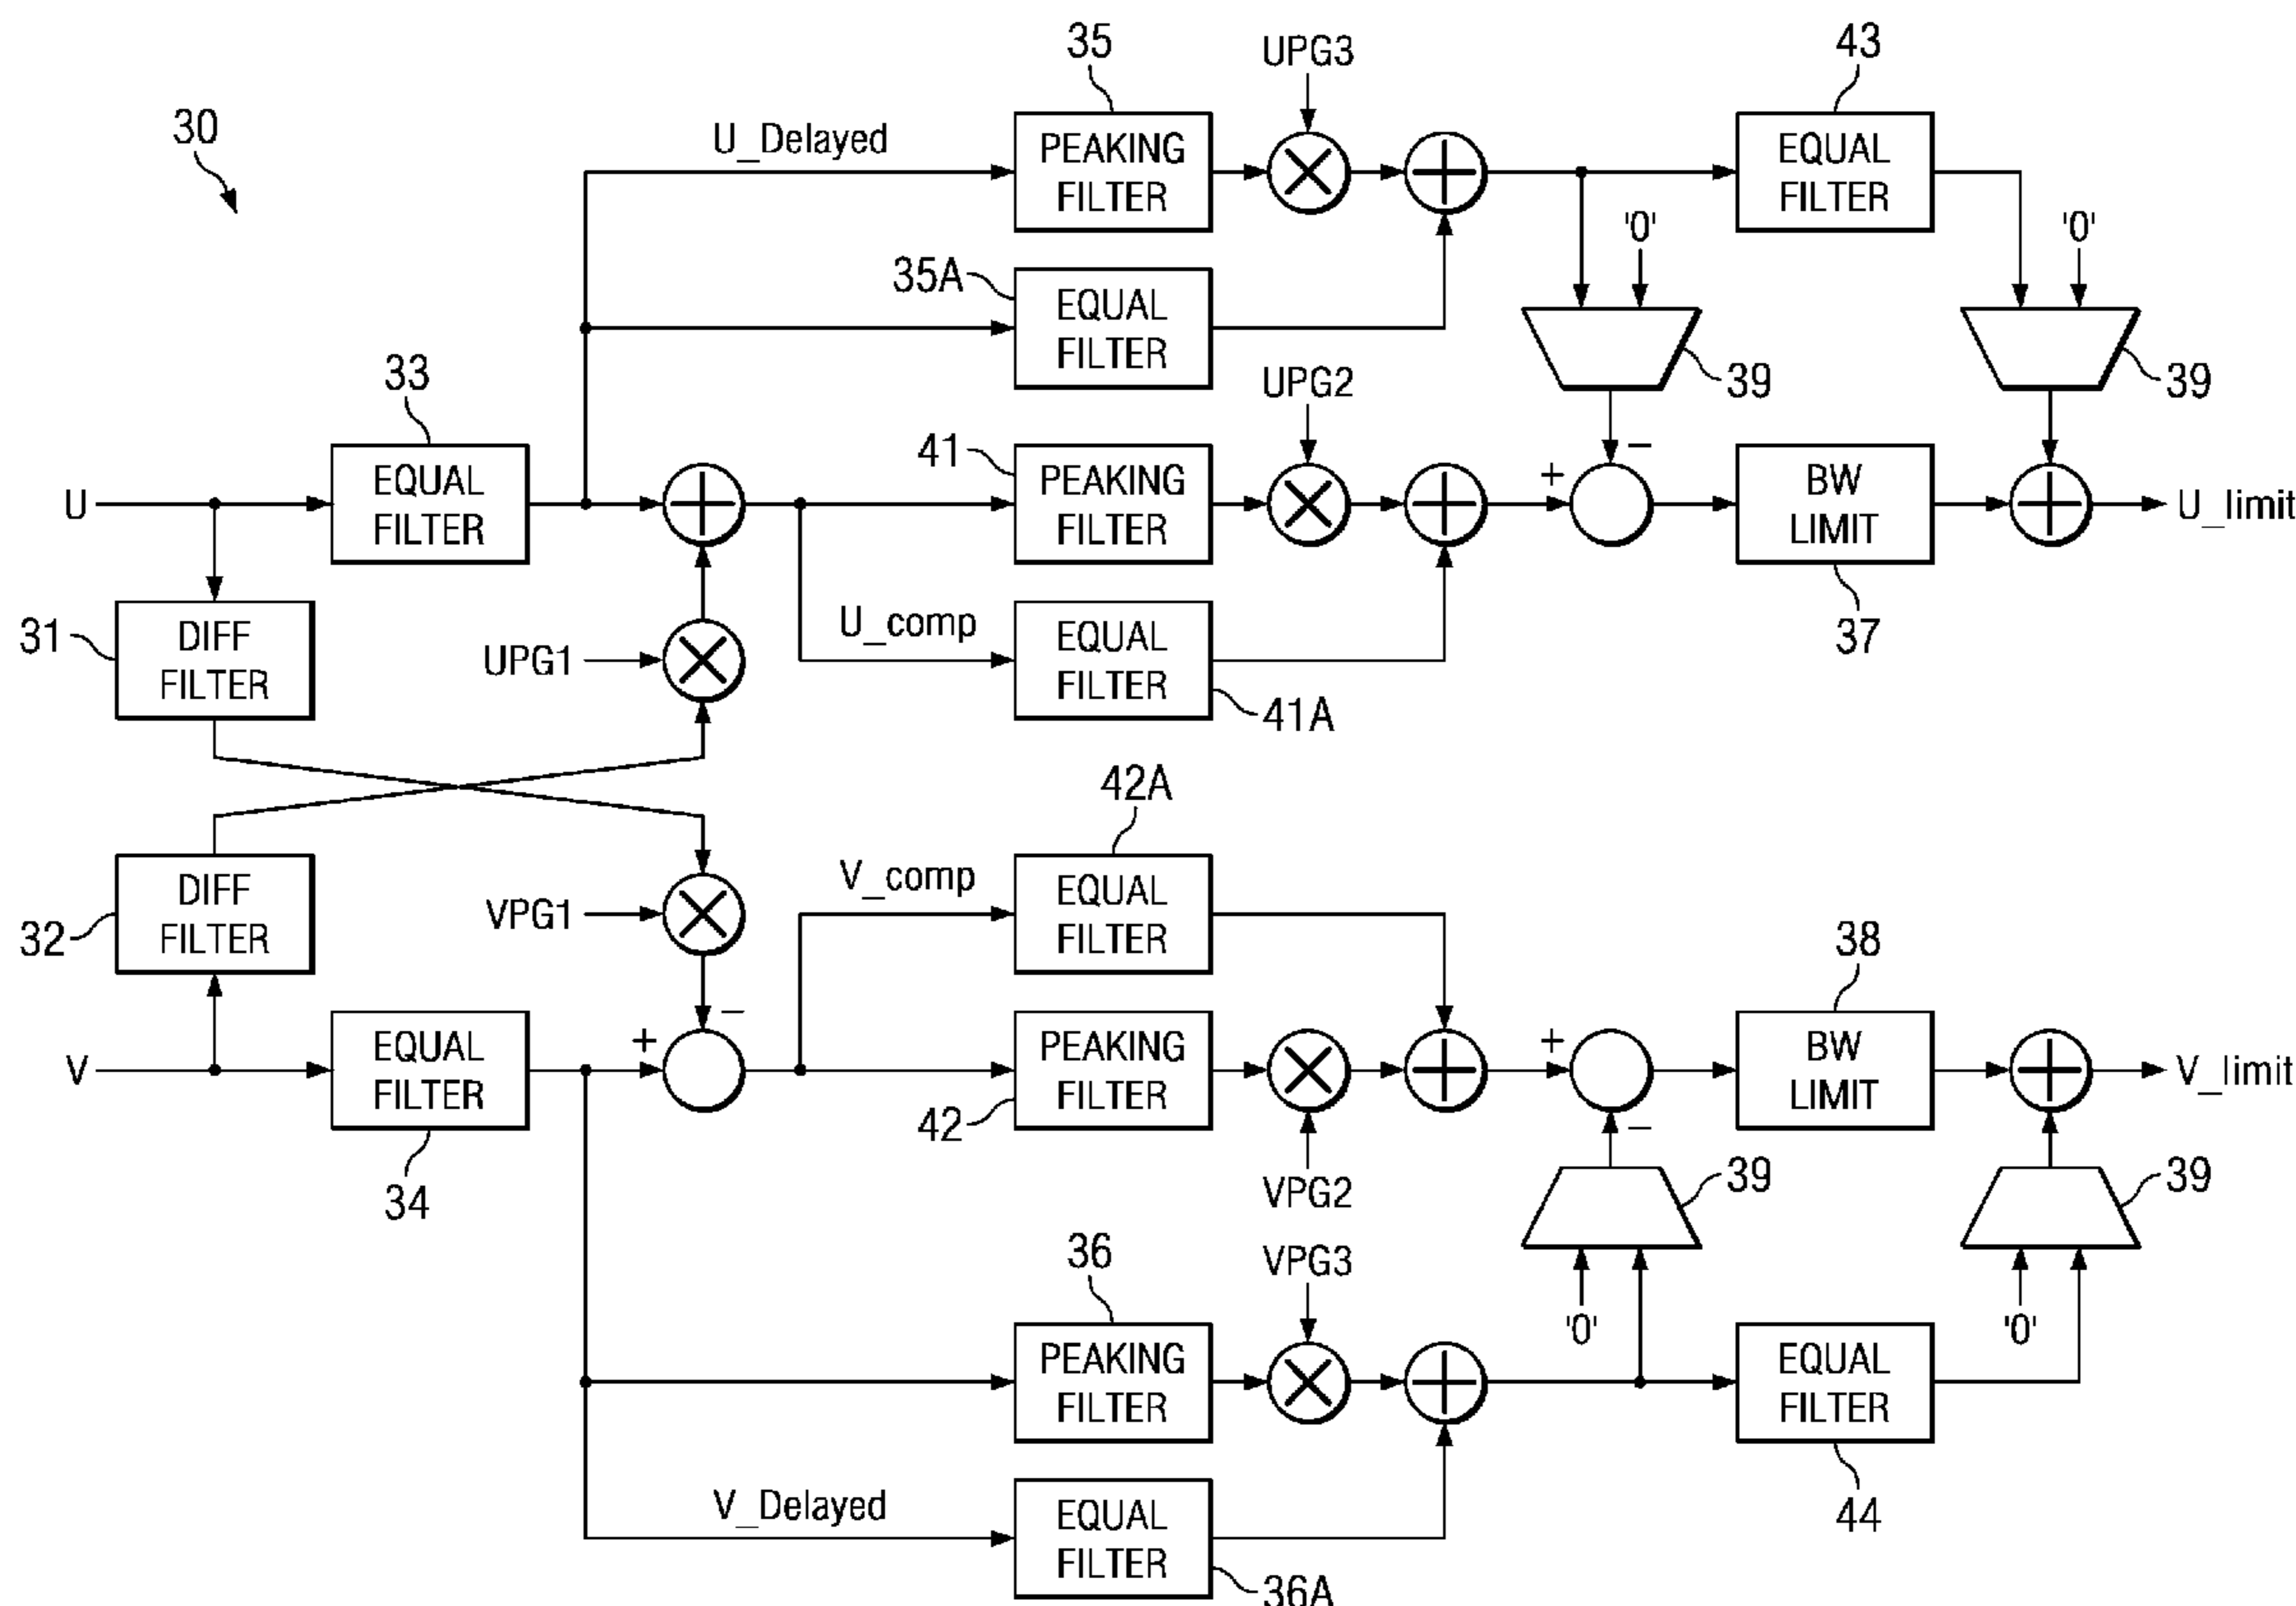 30
35
UPG3
43
U_Delayed
PEAKING
FILTER
EQUAL
FILTER
'0'
'0'
35A
EQUAL
FILTER
39
39
33
UPG2
41
U
EQUAL
FILTER
PEAKING
FILTER
+
–
BW
LIMIT
U_limit
37
31
DIFF
FILTER
UPG1
U_comp
EQUAL
FILTER
41A
42A
32
DIFF
FILTER
VPG1
V_comp
EQUAL
FILTER
38
V
EQUAL
FILTER
+
–
PEAKING
FILTER
42
+
–
BW
LIMIT
V_limit
34
VPG2
39
39
36
VPG3
'0'
'0'
PEAKING
FILTER
EQUAL
FILTER
44
V_Delayed
EQUAL
FILTER
36A